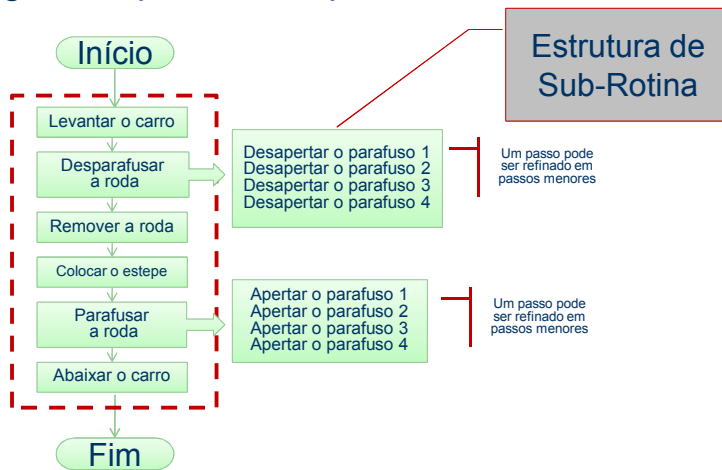 Estrutura de
Sub-Rotina
Início
Levantar o carro
Desparafusar
a roda
Desapertar o parafuso 1
Desapertar o parafuso 2
Desapertar o parafuso 3
Desapertar o parafuso 4
Um passo pode
ser refinado em
passos menores
Remover a roda
Colocar o estepe
Parafusar
a roda
Apertar o parafuso 1
Apertar o parafuso 2
Apertar o parafuso 3
Apertar o parafuso 4
Um passo pode
ser refinado em
passos menores
Abaixar o carro
Fim